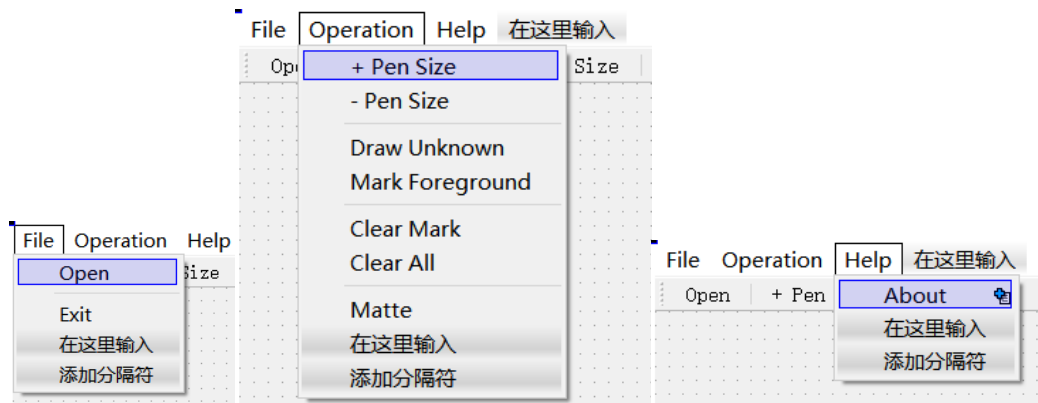 File Operation Help
Open Size
Exit
在这里输入
添加分隔符
File Operation Help 在这里输入
+ Pen Size Size
- Pen Size
Draw Unknown
Mark Foreground
Clear Mark
Clear All
Matte
在这里输入
添加分隔符
File Operation Help 在这里输入
Open + Pen About
在这里输入
添加分隔符